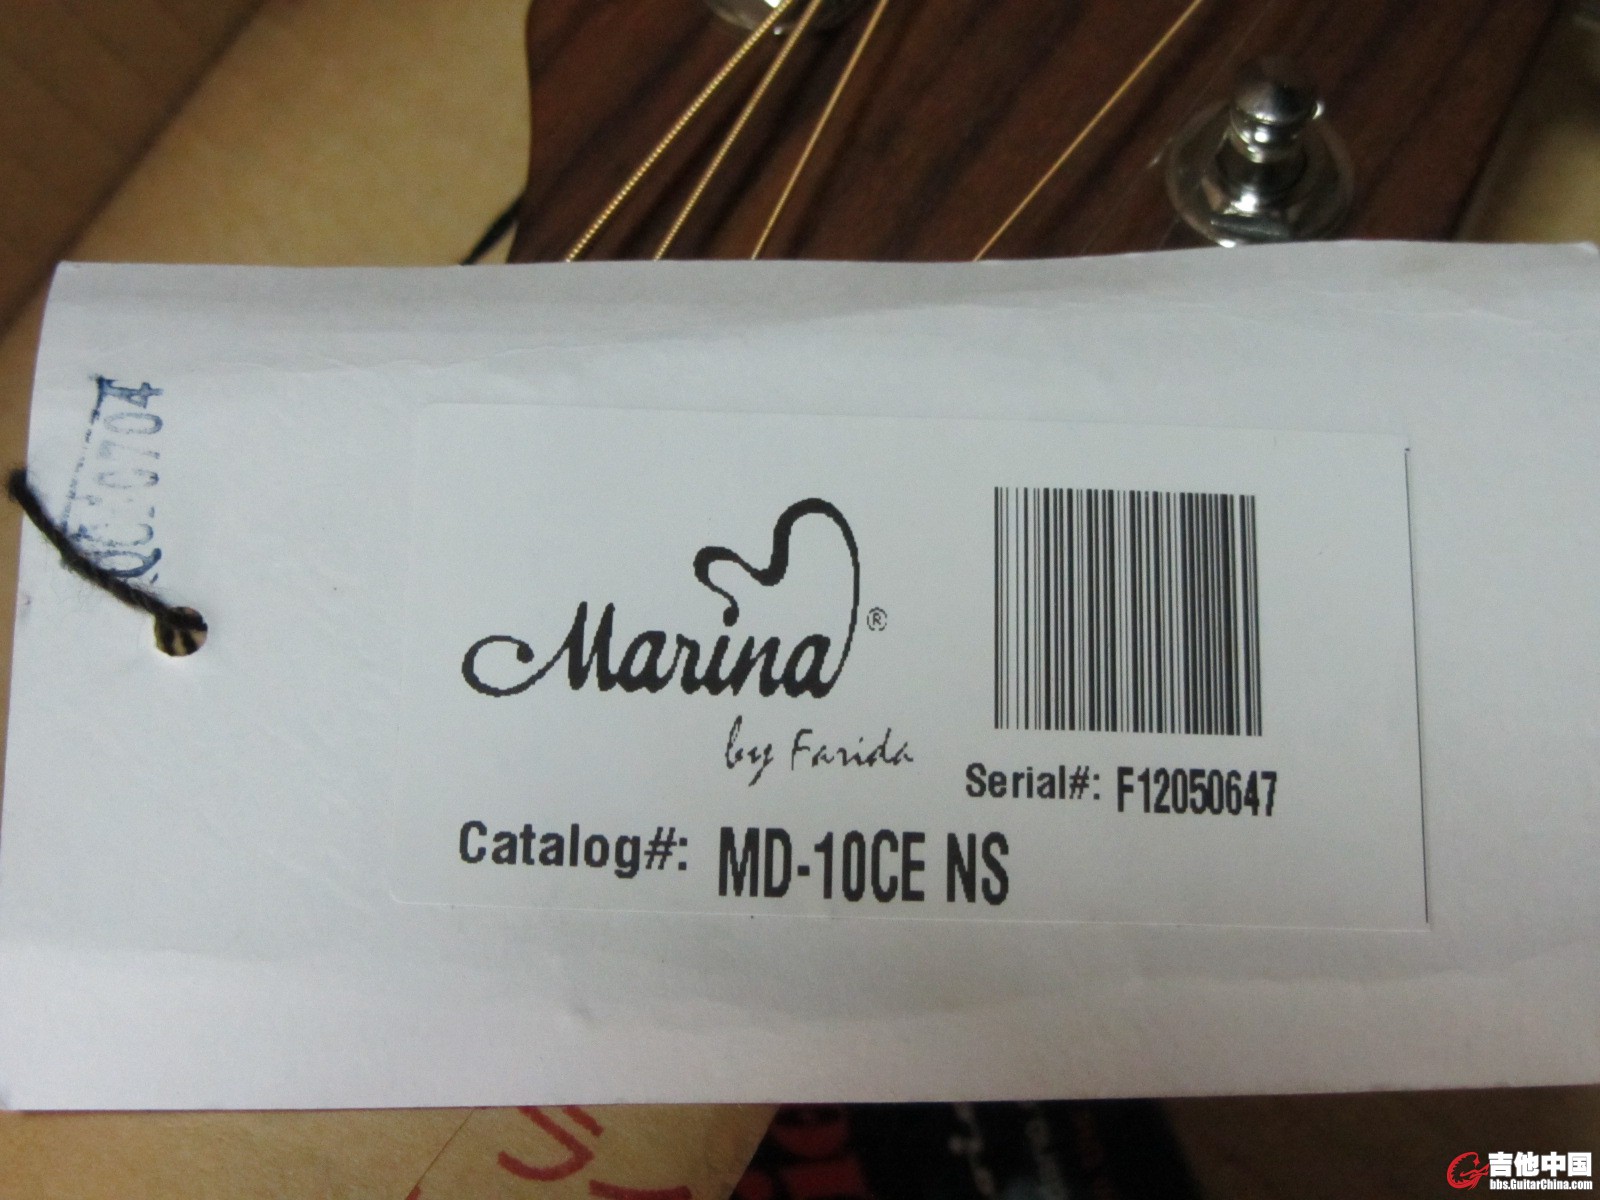 Marina®
by Farida
Serial#: F12050647
Catalog#: MD-10CE NS
吉他中国
bbs.GuitarChina.com